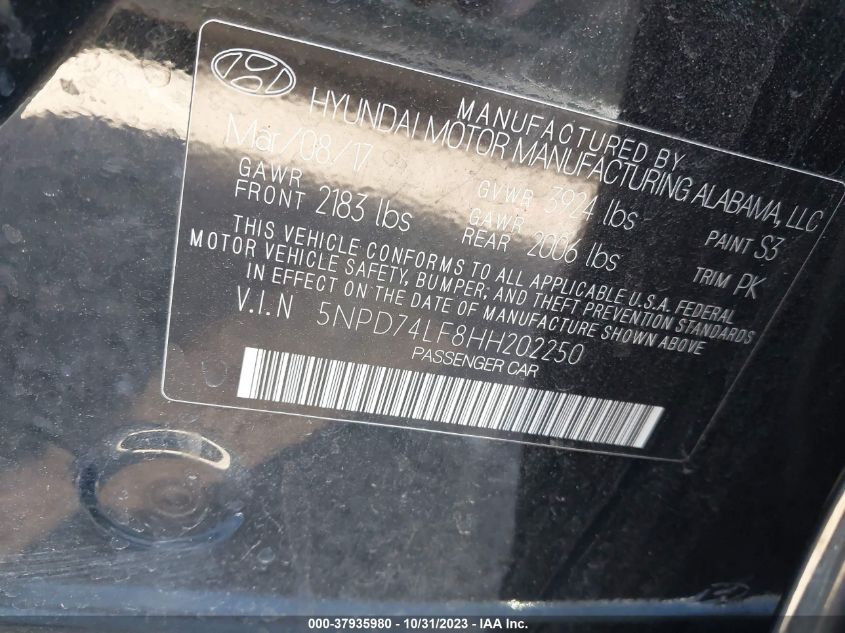 MANUFACTURED BY
HYUNDAI MOTOR MANUFACTURING ALABAMA, LLC
Mar/08/17
GVWR 3924 lbs
PAINT S3
GAWR FRONT 2183 lbs
GAWR REAR 2006 lbs
TRIM PK
THIS VEHICLE CONFORMS TO ALL APPLICABLE U.S.A. FEDERAL
MOTOR VEHICLE SAFETY, BUMPER, AND THEFT PREVENTION STANDARDS
IN EFFECT ON THE DATE OF MANUFACTURE SHOWN ABOVE
V.I.N 5NPD74LF8HH202250
PASSENGER CAR
000-37935980 - 10/31/2023 - IAA Inc.